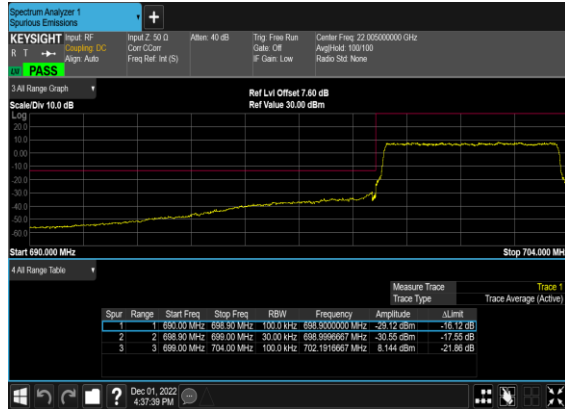 Spectrum Analyzer 1
Spurious Emissions
KEYSIGHT
Input: RF
Coupling: DC
Align: Auto
Input Z: 50 Ω
Corr CCorr
Freq Ref: Int (S)
Atten: 40 dB
Trig: Free Run
Gate: Off
IF Gain: Low
Center Freq: 22.005000000 GHz
Avg|Hold: 100/100
Radio Std: None
R T
LV PASS
3 All Range Graph
Ref Lvl Offset 7.60 dB
Scale/Div 10.0 dB
Ref Value 30.00 dBm
Log
20.0
10.0
0.00
-10.0
-20.0
-30.0
-40.0
-50.0
-60.0
Start 690.000 MHz
Stop 704.000 MH
4 All Range Table
Measure Trace Trace 1
Trace Type Trace Average (Active)
Spur Range Start Freq Stop Freq RBW Frequency Amplitude ΔLimit
1 1 690.00 MHz 698.90 MHz 100.0 kHz 698.9000000 MHz -29.12 dBm -16.12 dB
2 2 698.90 MHz 699.00 MHz 30.00 kHz 698.9996667 MHz -30.55 dBm -17.55 dB
3 3 699.00 MHz 704.00 MHz 100.0 kHz 702.1916667 MHz 8.144 dBm -21.86 dB
?
Dec 01, 2022
4:37:39 PM